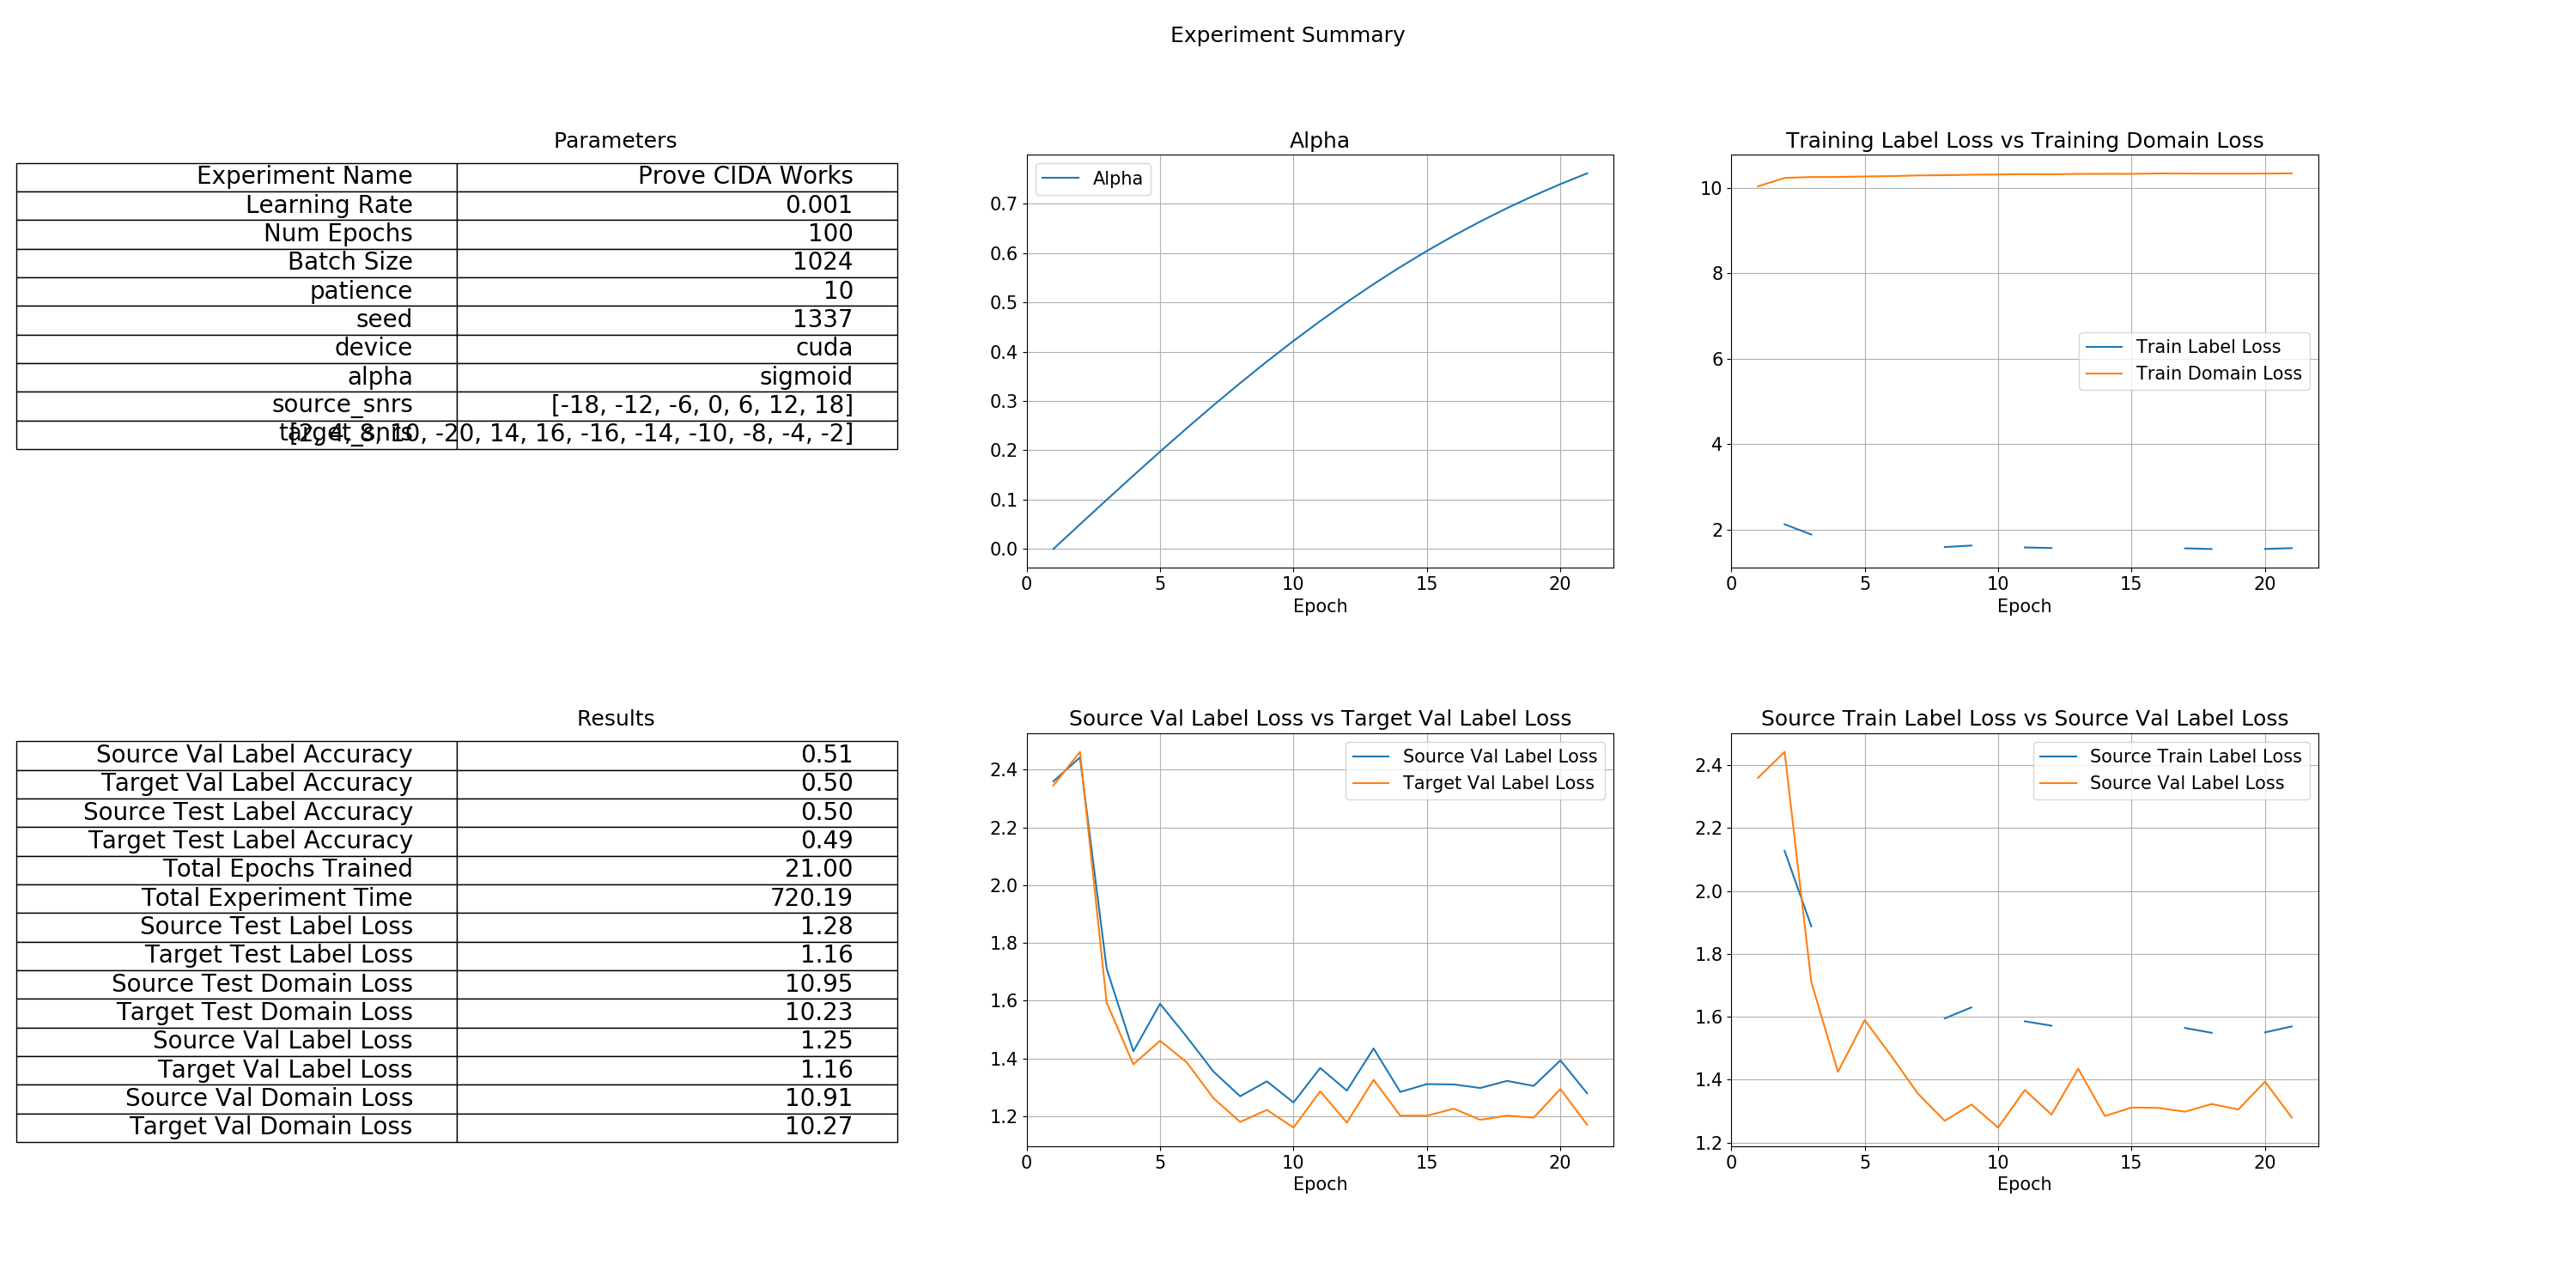 Experiment Summary
Parameters
Experiment Name Prove CIDA Works
Learning Rate 0.001
Num Epochs 100
Batch Size 1024
patience 10
seed 1337
device cuda
alpha sigmoid
source_snrs [-18, -12, -6, 0, 6, 12, 18]
target_snrs [2, 4, 8, 10, -20, 14, 16, -16, -14, -10, -8, -4, -2]
Alpha
Alpha
0.7
0.6
0.5
0.4
0.3
0.2
0.1
0.0
0 5 10 15 20
Epoch
Training Label Loss vs Training Domain Loss
10
8
6
4
2
Train Label Loss
Train Domain Loss
0 5 10 15 20
Epoch
Results
Source Val Label Accuracy 0.51
Target Val Label Accuracy 0.50
Source Test Label Accuracy 0.50
Target Test Label Accuracy 0.49
Total Epochs Trained 21.00
Total Experiment Time 720.19
Source Test Label Loss 1.28
Target Test Label Loss 1.16
Source Test Domain Loss 10.95
Target Test Domain Loss 10.23
Source Val Label Loss 1.25
Target Val Label Loss 1.16
Source Val Domain Loss 10.91
Target Val Domain Loss 10.27
Source Val Label Loss vs Target Val Label Loss
Source Val Label Loss
Target Val Label Loss
2.4
2.2
2.0
1.8
1.6
1.4
1.2
0 5 10 15 20
Epoch
Source Train Label Loss vs Source Val Label Loss
Source Train Label Loss
Source Val Label Loss
2.4
2.2
2.0
1.8
1.6
1.4
1.2
0 5 10 15 20
Epoch